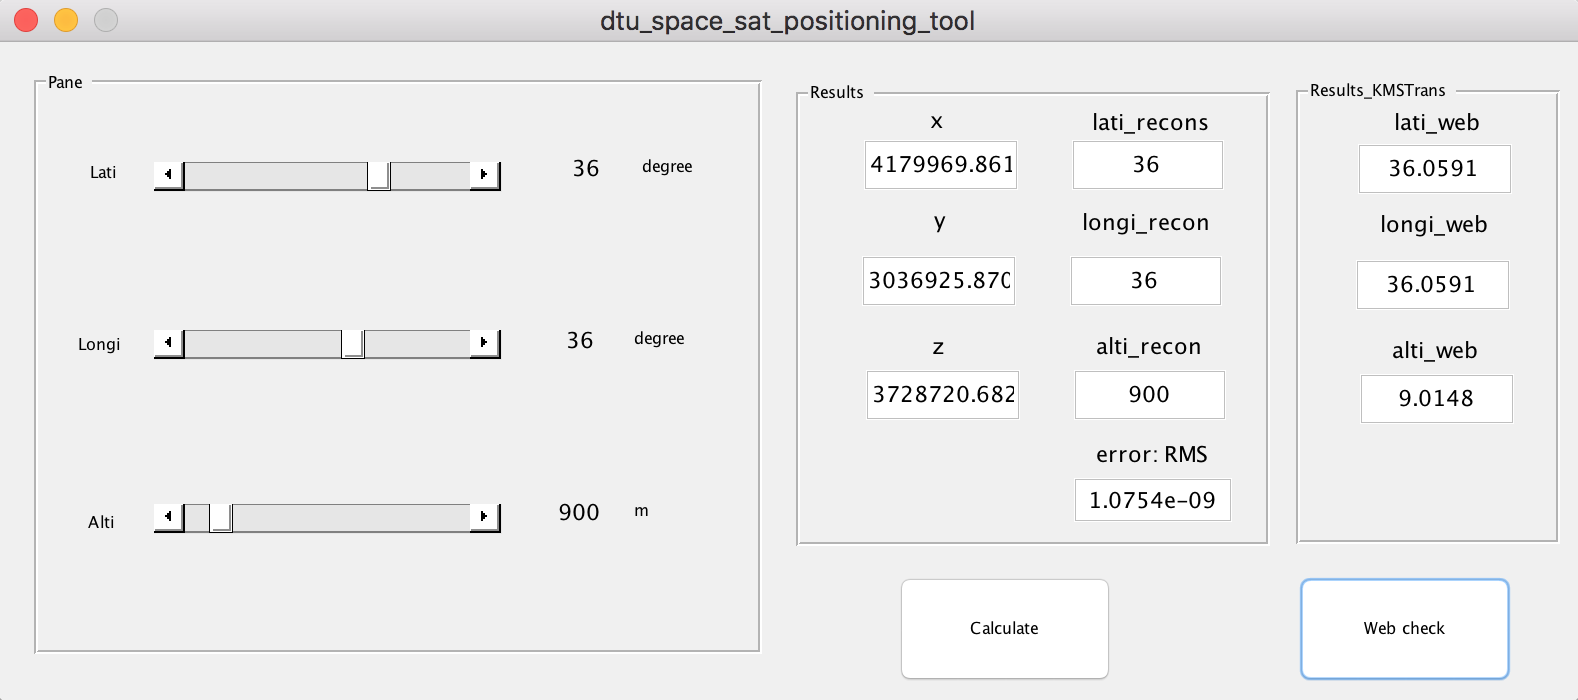 dtu_space_sat_positioning_tool
Pane
Lati
36
degree
Longi
36
degree
Alti
900
m
Results
x
lati_recons
4179969.861
36
y
longi_recon
3036925.870
36
z
alti_recon
3728720.682
900
error: RMS
1.0754e-09
Results_KMSTrans
lati_web
36.0591
longi_web
36.0591
alti_web
9.0148
Calculate
Web check